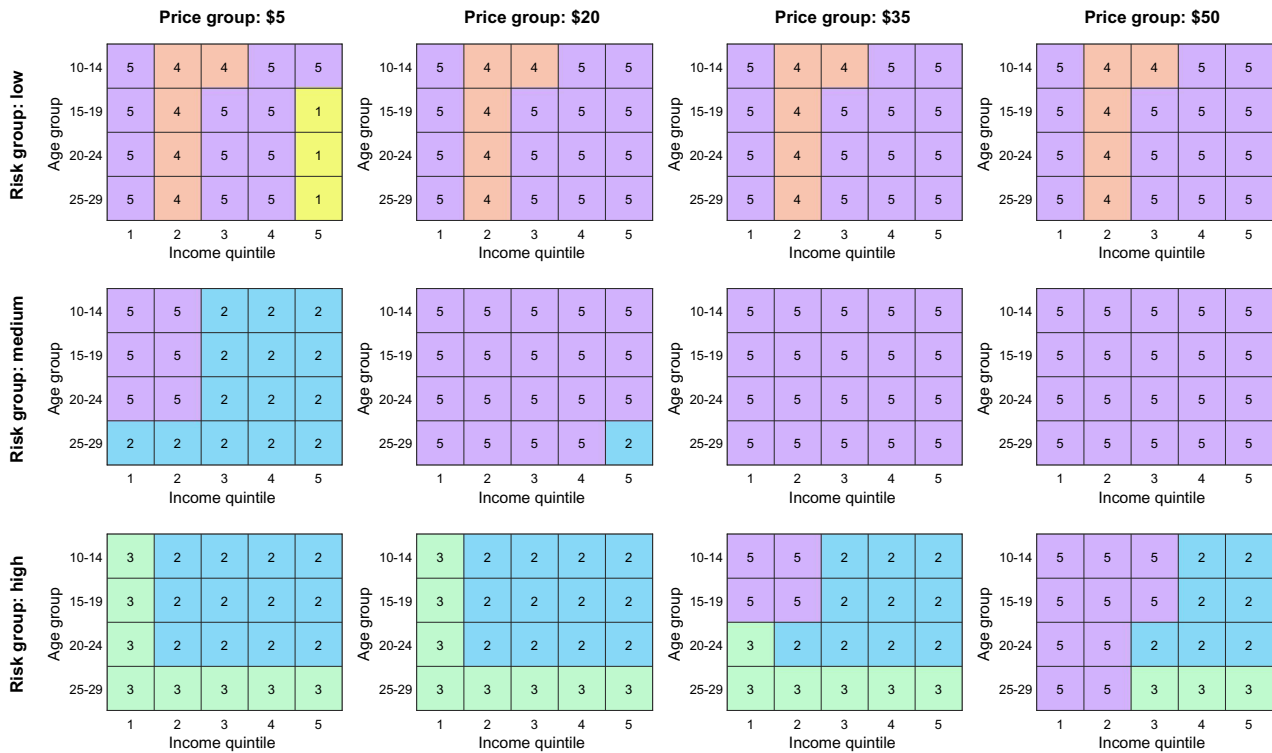 Price group: $5 Price group: $20 Price group: $35 Price group: $50
Risk group: low
Age group Age group Age group Age group
10-14 5 4 4 5 5 10-14 5 4 4 5 5 10-14 5 4 4 5 5 10-14 5 4 4 5 5
15-19 5 4 5 5 1 15-19 5 4 5 5 5 15-19 5 4 5 5 5 15-19 5 4 5 5 5
20-24 5 4 5 5 1 20-24 5 4 5 5 5 20-24 5 4 5 5 5 20-24 5 4 5 5 5
25-29 5 4 5 5 1 25-29 5 4 5 5 5 25-29 5 4 5 5 5 25-29 5 4 5 5 5
1 2 3 4 5 1 2 3 4 5 1 2 3 4 5 1 2 3 4 5
Income quintile Income quintile Income quintile Income quintile
Risk group: medium
Age group Age group Age group Age group
10-14 5 5 2 2 2 10-14 5 5 5 5 5 10-14 5 5 5 5 5 10-14 5 5 5 5 5
15-19 5 5 2 2 2 15-19 5 5 5 5 5 15-19 5 5 5 5 5 15-19 5 5 5 5 5
20-24 5 5 2 2 2 20-24 5 5 5 5 5 20-24 5 5 5 5 5 20-24 5 5 5 5 5
25-29 2 2 2 2 2 25-29 5 5 5 5 2 25-29 5 5 5 5 5 25-29 5 5 5 5 5
1 2 3 4 5 1 2 3 4 5 1 2 3 4 5 1 2 3 4 5
Income quintile Income quintile Income quintile Income quintile
Risk group: high
Age group Age group Age group Age group
10-14 3 2 2 2 2 10-14 3 2 2 2 2 10-14 5 5 2 2 2 10-14 5 5 5 2 2
15-19 3 2 2 2 2 15-19 3 2 2 2 2 15-19 5 5 2 2 2 15-19 5 5 5 2 2
20-24 3 2 2 2 2 20-24 3 2 2 2 2 20-24 3 2 2 2 2 20-24 5 5 2 2 2
25-29 3 3 3 3 3 25-29 3 3 3 3 3 25-29 3 3 3 3 3 25-29 5 5 3 3 3
1 2 3 4 5 1 2 3 4 5 1 2 3 4 5 1 2 3 4 5
Income quintile Income quintile Income quintile Income quintile